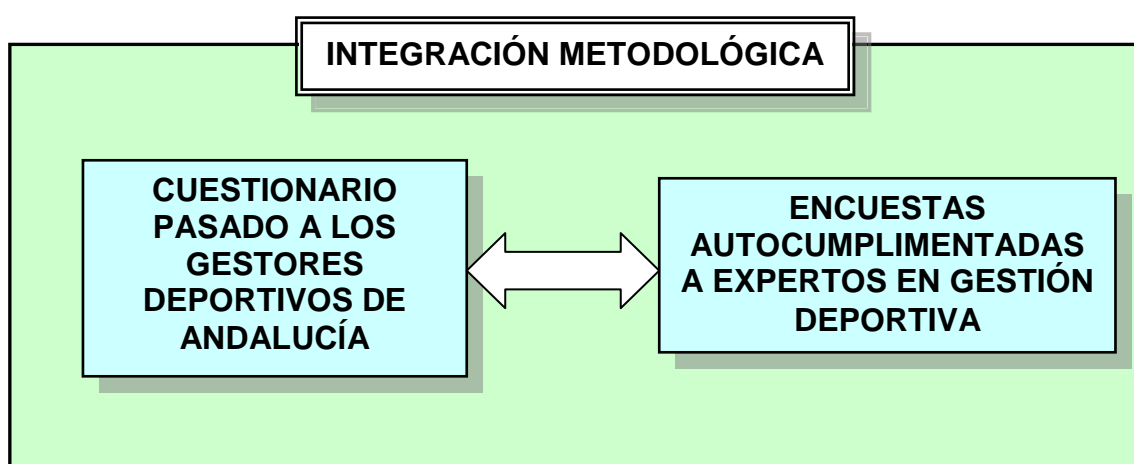 INTEGRACIÓN METODOLÓGICA
CUESTIONARIO
PASADO A LOS
GESTORES
DEPORTIVOS DE
ANDALUCÍA
ENCUESTAS
AUTOCUMPLIMENTADAS
A EXPERTOS EN GESTIÓN
DEPORTIVA